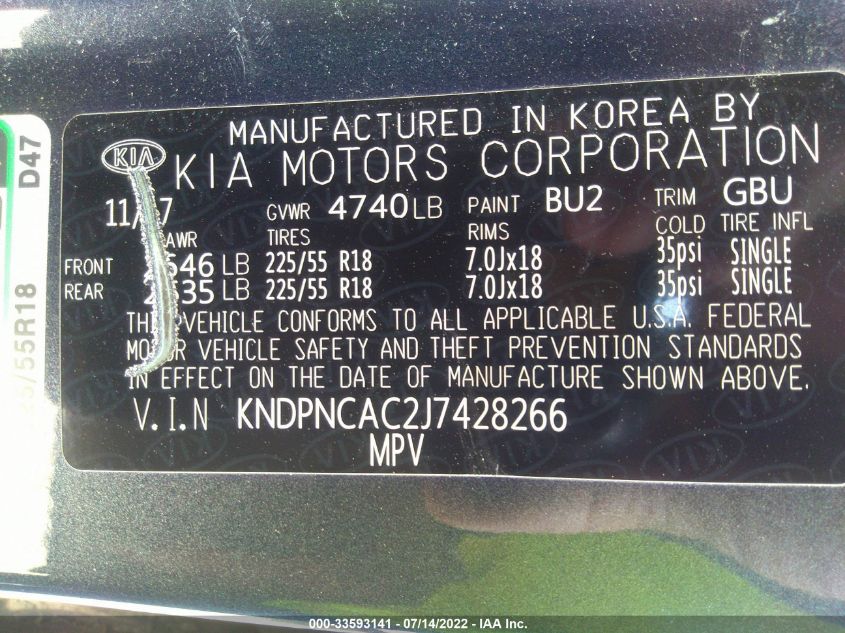 MANUFACTURED IN KOREA BY
KIA KIA MOTORS CORPORATION
GVWR 4740LB PAINT BU2 TRIM GBU
TIRES RIMS COLD TIRE INFL
FRONT LB 225/55 R18 7.0Jx18 35psi SINGLE
REAR LB 225/55 R18 7.0Jx18 35psi SINGLE
VEHICLE CONFORMS TO ALL APPLICABLE U.S.A. FEDERAL
VEHICLE SAFETY AND THEFT PREVENTION STANDARDS
IN EFFECT ON THE DATE OF MANUFACTURE SHOWN ABOVE.
V.I.N KNDPNCAC2J7428266
MPV
D47
000-33593141 - 07/14/2022 - IAA Inc.